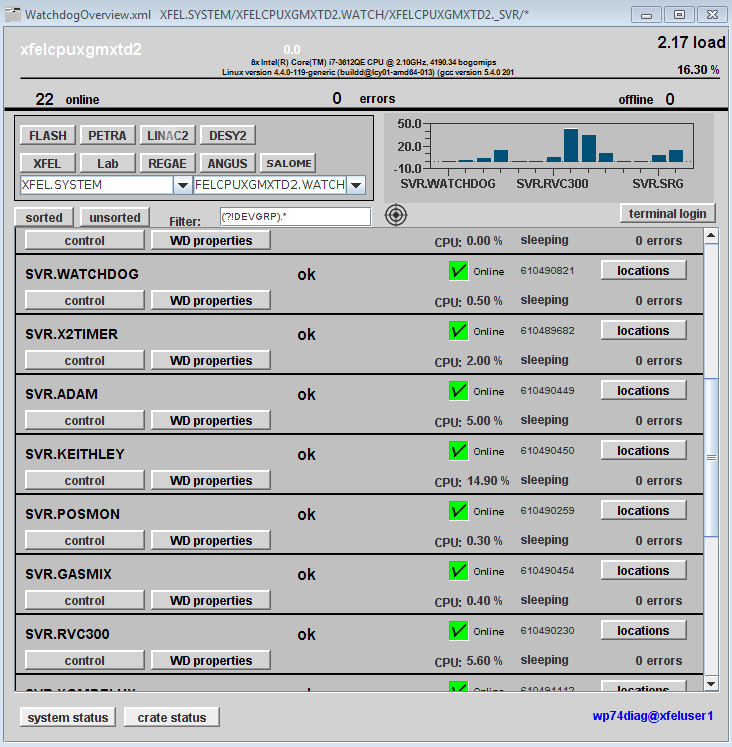 WatchdogOverview.xml XFEL.SYSTEM/XFELCPUXGMXTD2.WATCH/XFELCPUXGMXTD2._SVR/*
xfelcpuxgmxtd2 0.0 2.17 load
8x Intel(R) Core(TM) i7-3612QE CPU @ 2.10GHz, 4190.34 bogomips
Linux version 4.4.0-119-generic (buildd@lcy01-amd64-013) (gcc version 5.4.0 201 16.30 %
22 online 0 errors offline 0
FLASH PETRA LINAC2 DESY2
XFEL Lab REGAE ANGUS SALOME
XFEL.SYSTEM FELCPUXGMXTD2.WATCH
50.0
20.0
-10.0
SVR.WATCHDOG SVR.RVC300 SVR.SRG
sorted unsorted Filter: (?!DEVGRP).* terminal login
control WD properties CPU: 0.00 % sleeping 0 errors
SVR.WATCHDOG ok Online 610490821 locations
control WD properties CPU: 0.50 % sleeping 0 errors
SVR.X2TIMER ok Online 610489682 locations
control WD properties CPU: 2.00 % sleeping 0 errors
SVR.ADAM ok Online 610490449 locations
control WD properties CPU: 5.00 % sleeping 0 errors
SVR.KEITHLEY ok Online 610490450 locations
control WD properties CPU: 14.90 % sleeping 0 errors
SVR.POSMON ok Online 610490259 locations
control WD properties CPU: 0.30 % sleeping 0 errors
SVR.GASMIX ok Online 610490454 locations
control WD properties CPU: 0.40 % sleeping 0 errors
SVR.RVC300 ok Online 610490230 locations
control WD properties CPU: 5.60 % sleeping 0 errors
ok Online locations
system status crate status wp74diag@xfeluser1